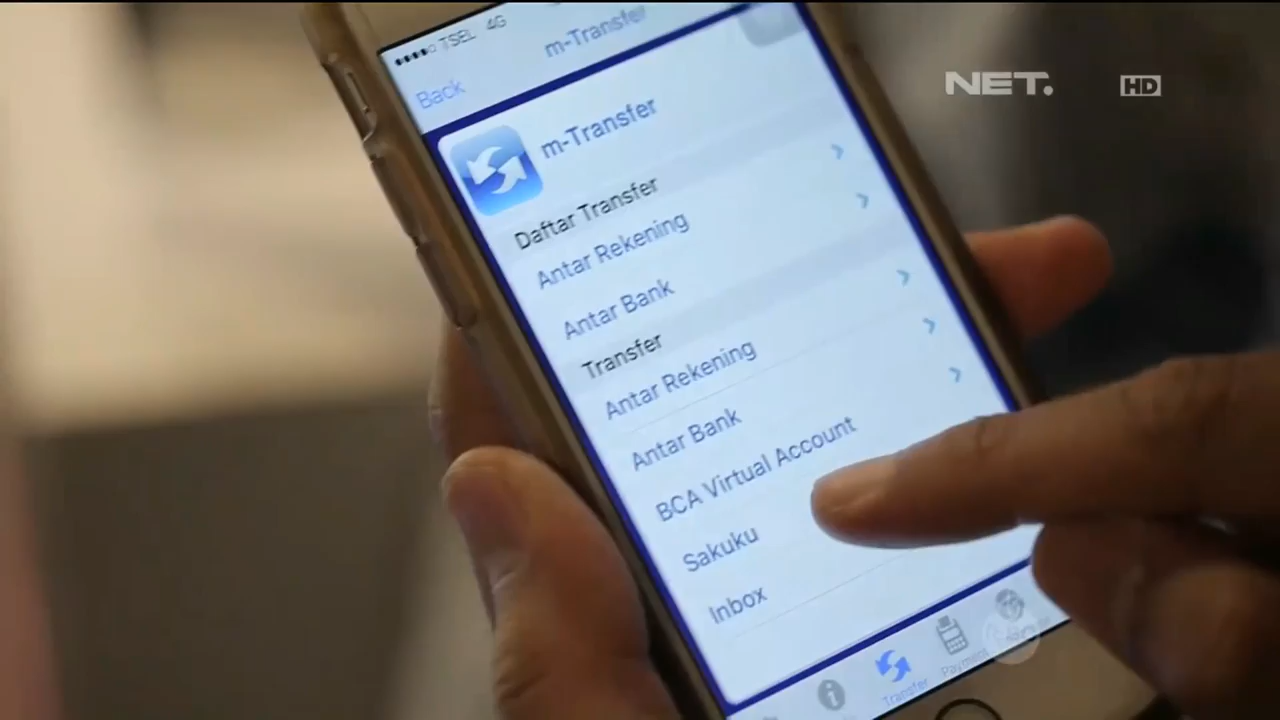 TSEL 4G
m-Transfer
Back
NET.
HD
m-Transfer
Daftar Transfer
Antar Rekening
Antar Bank
Transfer
Antar Rekening
Antar Bank
BCA Virtual Account
Sakuku
Inbox
Transfer
Payment